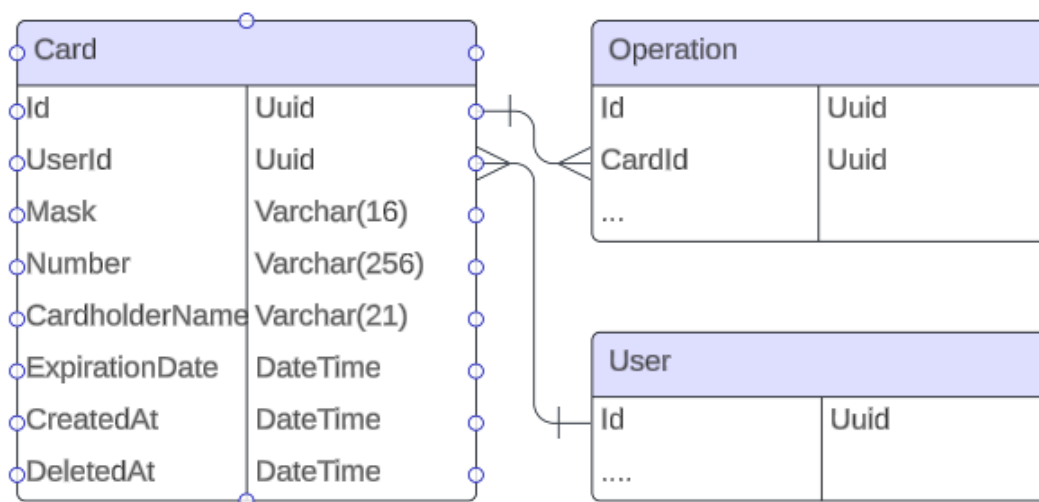 Card
Id Uuid
UserId Uuid
Mask Varchar(16)
Number Varchar(256)
CardholderName Varchar(21)
ExpirationDate DateTime
CreatedAt DateTime
DeletedAt DateTime
Operation
Id Uuid
CardId Uuid
...
User
Id Uuid
....